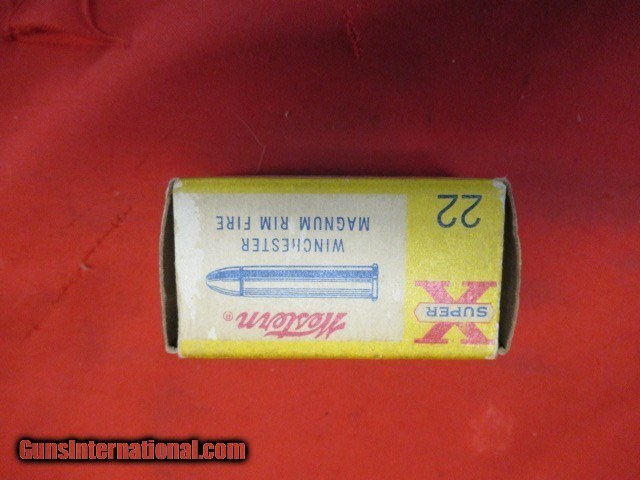 Western®
SUPER X
WINCHESTER
MAGNUM RIM FIRE
22
GunsInternational.com